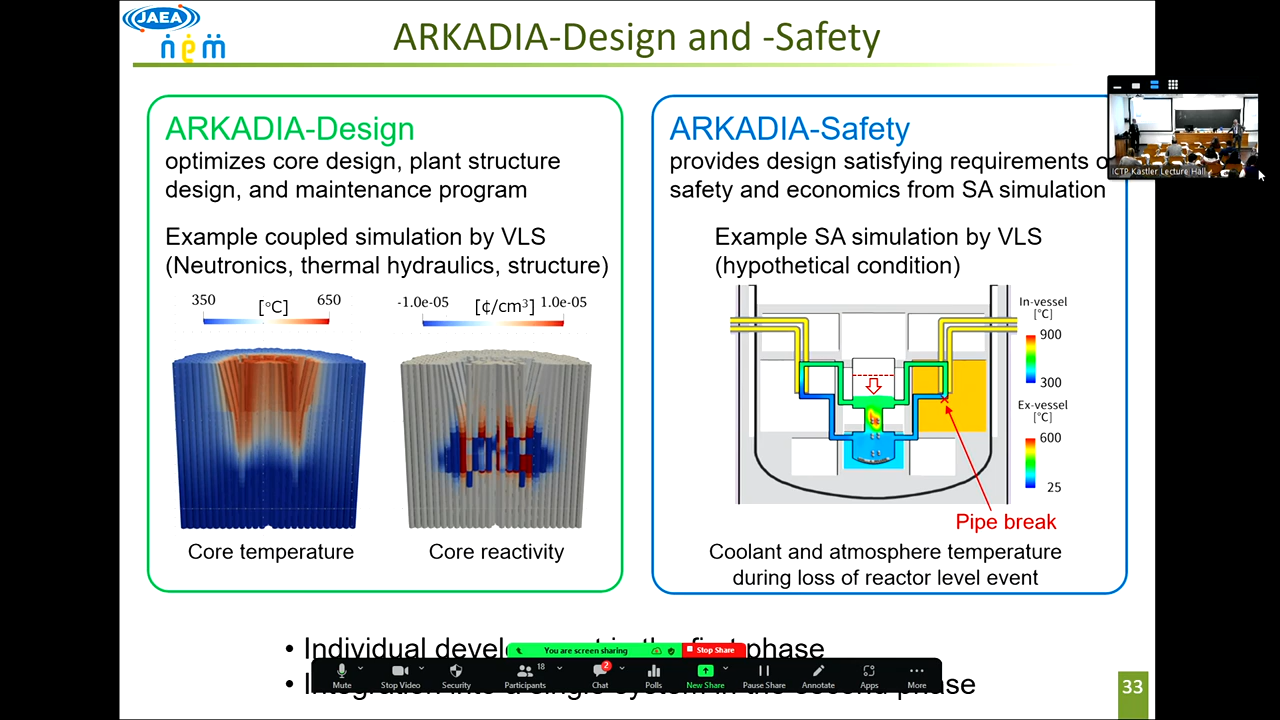 JAEA
nem
ARKADIA-Design and -Safety
ARKADIA-Design
optimizes core design, plant structure
design, and maintenance program
Example coupled simulation by VLS
(Neutronics, thermal hydraulics, structure)
350 [°C] 650
-1.0e-05 [¢/cm³] 1.0e-05
Core temperature
Core reactivity
ARKADIA-Safety
provides design satisfying requirements
safety and economics from SA simulation
Example SA simulation by VLS
(hypothetical condition)
In-vessel
[°C]
900
300
Ex-vessel
[°C]
600
25
Pipe break
Coolant and atmosphere temperature
during loss of reactor level event
ICTP Kastler Lecture Hall
• Individual phase
• in the second phase
You are screen sharing
Stop Share
Mute
Stop Video
Security
Participants 18
Chat 2
Polls
New Share
Pause Share
Annotate
Apps
More
33